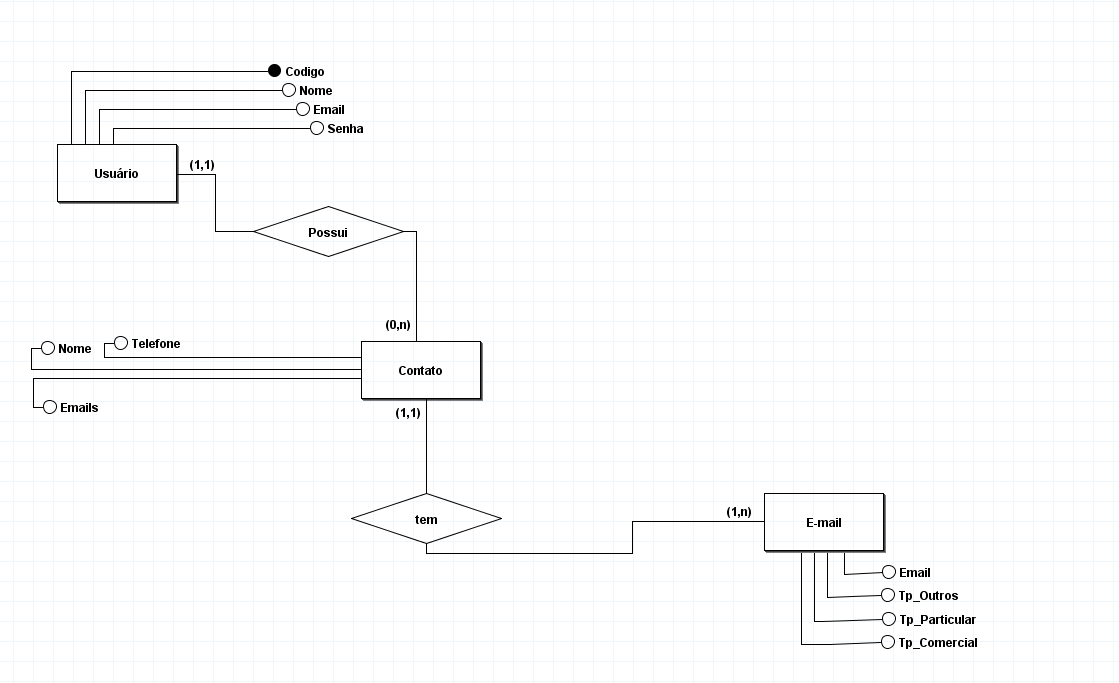 Codigo
Nome
Email
Senha
Usuário
(1,1)
Possui
(0,n)
Nome
Telefone
Contato
Emails
(1,1)
tem
(1,n)
E-mail
Email
Tp_Outros
Tp_Particular
Tp_Comercial